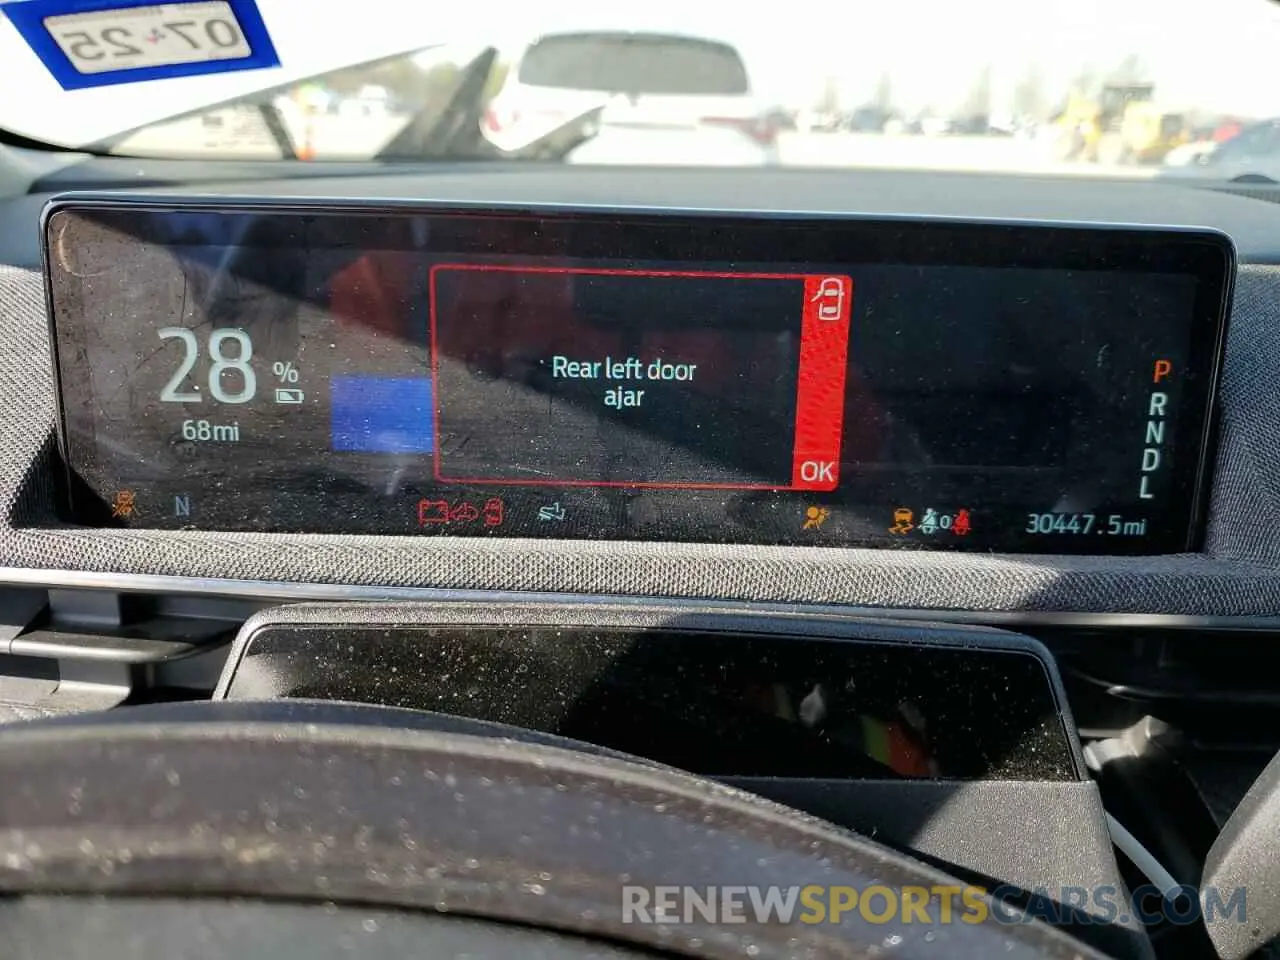 07 25
28 %
68mi
Rear left door
ajar
OK
P
R
N
D
L
N
0
30447.5mi
RENEWSPORTSCARS.COM